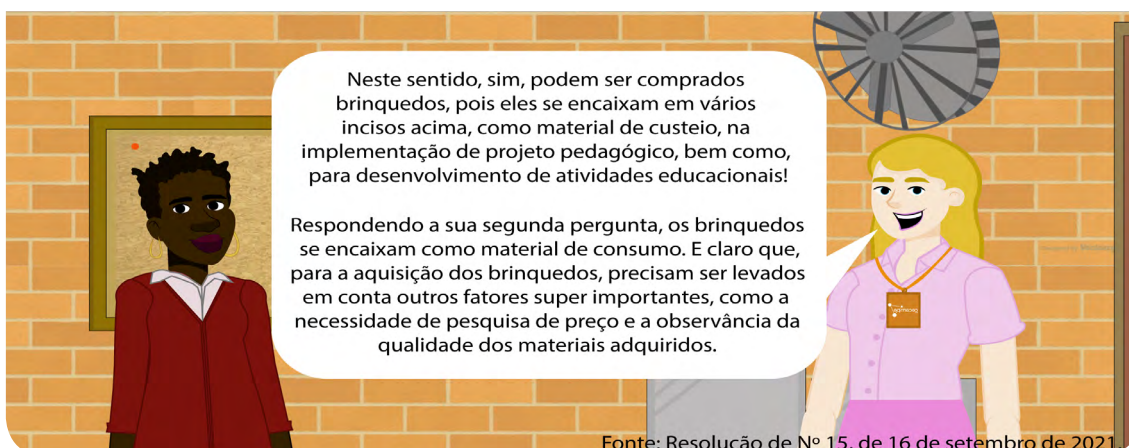 Neste sentido, sim, podem ser comprados
brinquedos, pois eles se encaixam em vários
incisos acima, como material de custeio, na
implementação de projeto pedagógico, bem como,
para desenvolvimento de atividades educacionais!
Respondendo a sua segunda pergunta, os brinquedos
se encaixam como material de consumo. E claro que,
para a aquisição dos brinquedos, precisam ser levados
em conta outros fatores super importantes, como a
necessidade de pesquisa de preço e a observância da
qualidade dos materiais adquiridos.
Fonte: Resolução de Nº 15, de 16 de setembro de 2021.